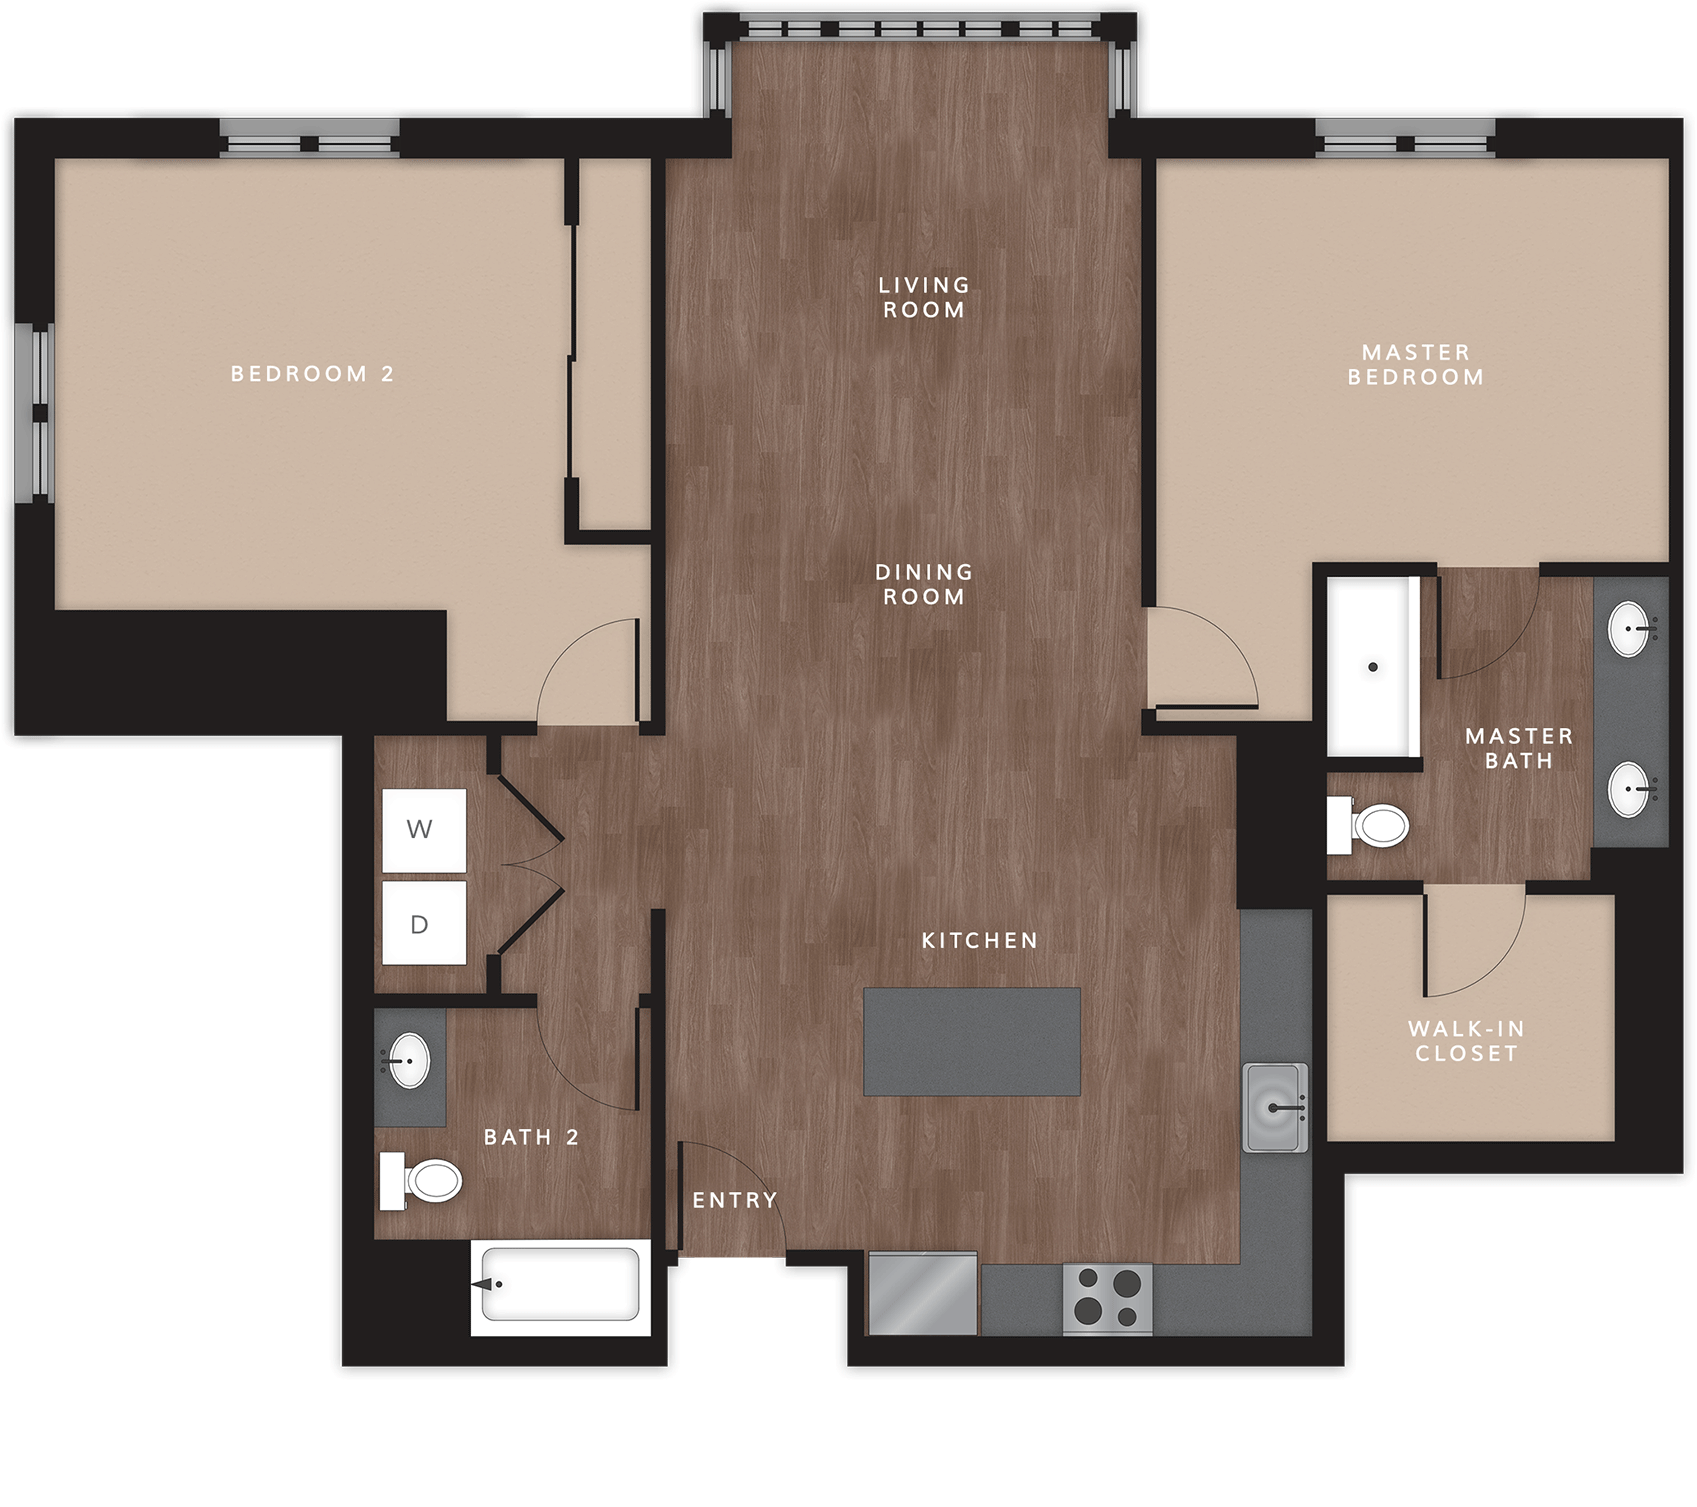 LIVING
ROOM
MASTER
BEDROOM
BEDROOM 2
DINING
ROOM
MASTER
BATH
W
D
KITCHEN
WALK-IN
CLOSET
BATH 2
ENTRY